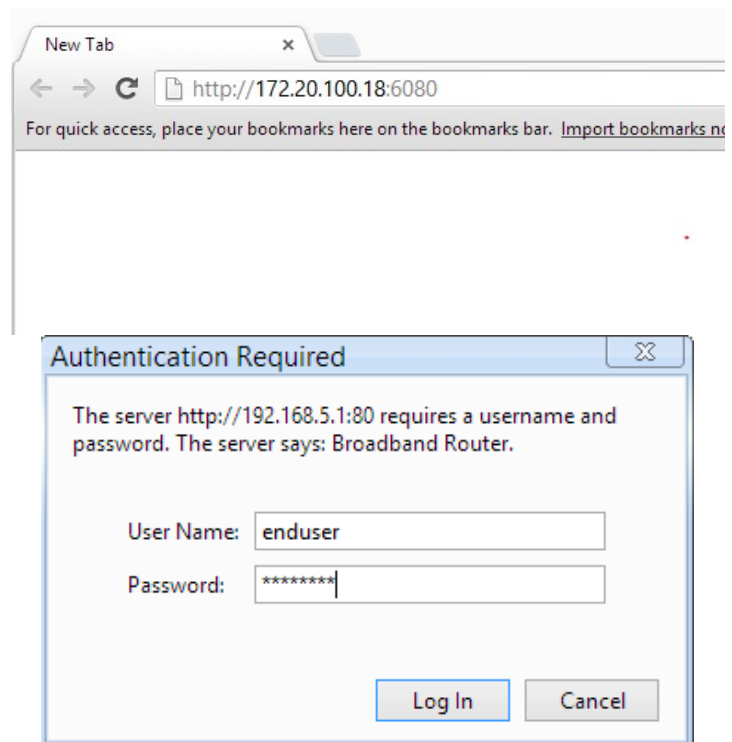 New Tab ×
http://172.20.100.18:6080
For quick access, place your bookmarks here on the bookmarks bar. Import bookmarks
Authentication Required
The server http://192.168.5.1:80 requires a username and
password. The server says: Broadband Router.
User Name: enduser
Password: ********
Log In Cancel